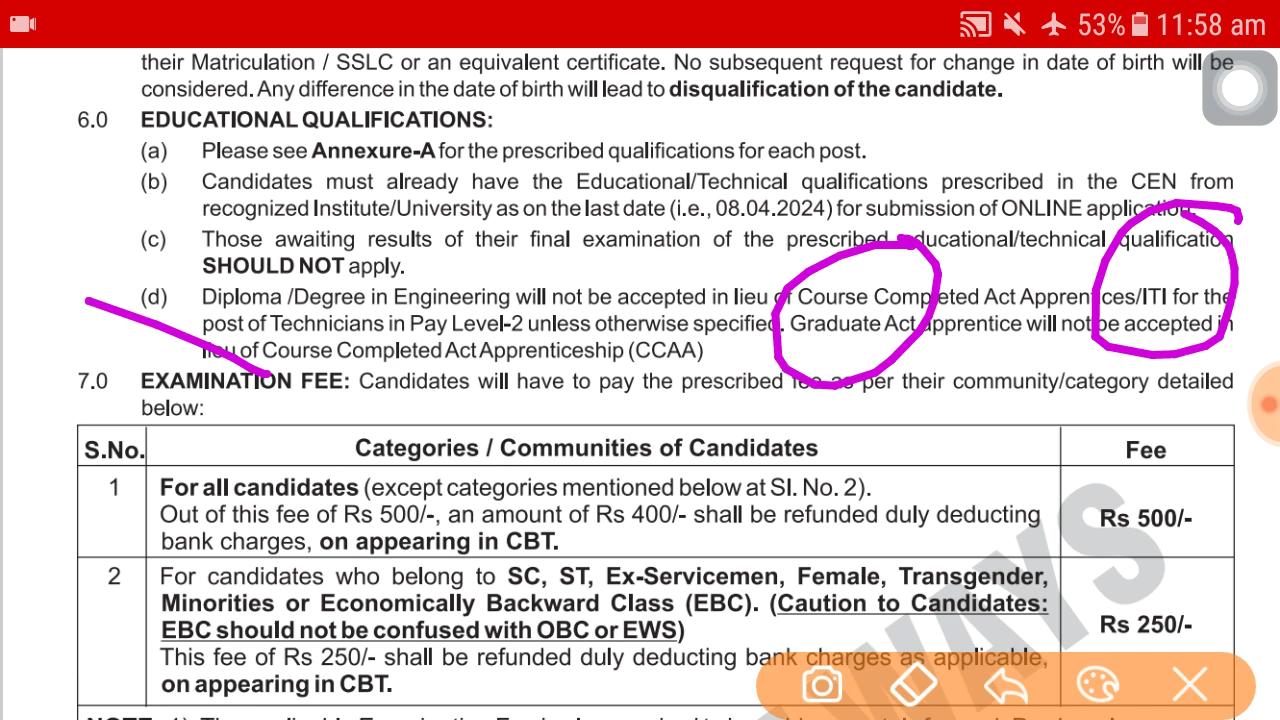 53% 11:58 am
their Matriculation / SSLC or an equivalent certificate. No subsequent request for change in date of birth will be
considered. Any difference in the date of birth will lead to disqualification of the candidate.
6.0 EDUCATIONAL QUALIFICATIONS:
(a) Please see Annexure-A for the prescribed qualifications for each post.
(b) Candidates must already have the Educational/Technical qualifications prescribed in the CEN from
recognized Institute/University as on the last date (i.e., 08.04.2024) for submission of ONLINE application.
(c) Those awaiting results of their final examination of the prescribed educational/technical qualification
SHOULD NOT apply.
(d) Diploma /Degree in Engineering will not be accepted in lieu of Course Completed Act Apprentices/ITI for the
post of Technicians in Pay Level-2 unless otherwise specified. Graduate Act apprentice will not be accepted in
lieu of Course Completed Act Apprenticeship (CCAA)
7.0 EXAMINATION FEE: Candidates will have to pay the prescribed fee as per their community/category detailed
below:
S.No. Categories / Communities of Candidates Fee
1 For all candidates (except categories mentioned below at Sl. No. 2).
Out of this fee of Rs 500/-, an amount of Rs 400/- shall be refunded duly deducting
bank charges, on appearing in CBT.
Rs 500/-
2 For candidates who belong to SC, ST, Ex-Servicemen, Female, Transgender,
Minorities or Economically Backward Class (EBC). (Caution to Candidates:
EBC should not be confused with OBC or EWS)
This fee of Rs 250/- shall be refunded duly deducting bank charges as applicable,
on appearing in CBT.
Rs 250/-